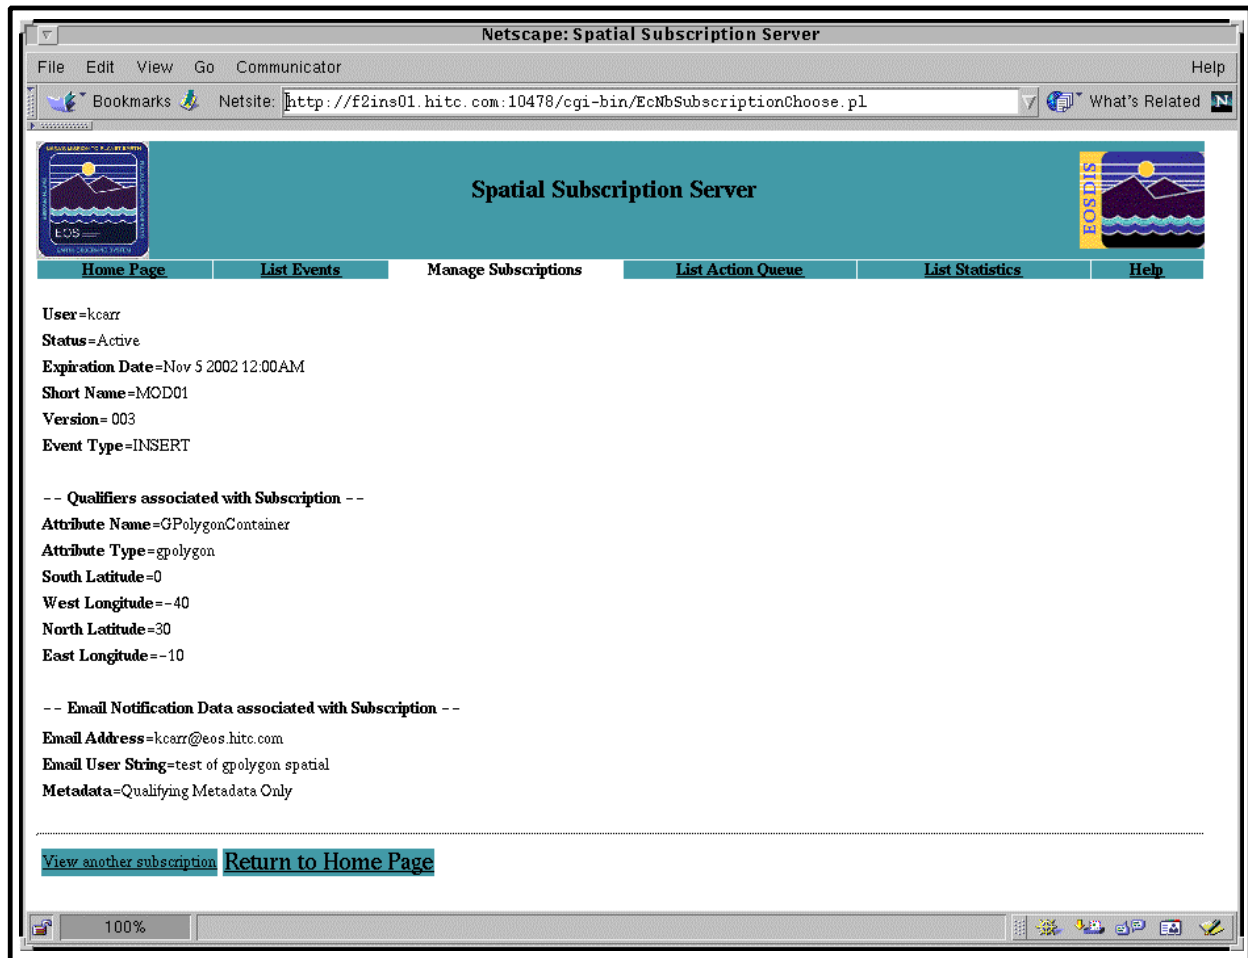 Netscape: Spatial Subscription Server
File Edit View Go Communicator Help
Bookmarks Netsite: http://f2ins01.hitc.com:10478/cgi-bin/EcNbSubscriptionChoose.pl What's Related N
EOS
Spatial Subscription Server
EOSDIS
Home Page List Events Manage Subscriptions List Action Queue List Statistics Help
User=kcarr
Status=Active
Expiration Date=Nov 5 2002 12:00AM
Short Name=MOD01
Version= 003
Event Type=INSERT
-- Qualifiers associated with Subscription --
Attribute Name=GPolygonContainer
Attribute Type=gpolygon
South Latitude=0
West Longitude=-40
North Latitude=30
East Longitude=-10
-- Email Notification Data associated with Subscription --
Email Address=kcarr@eos.hitc.com
Email User String=test of gpolygon spatial
Metadata=Qualifying Metadata Only
View another subscription Return to Home Page
100%